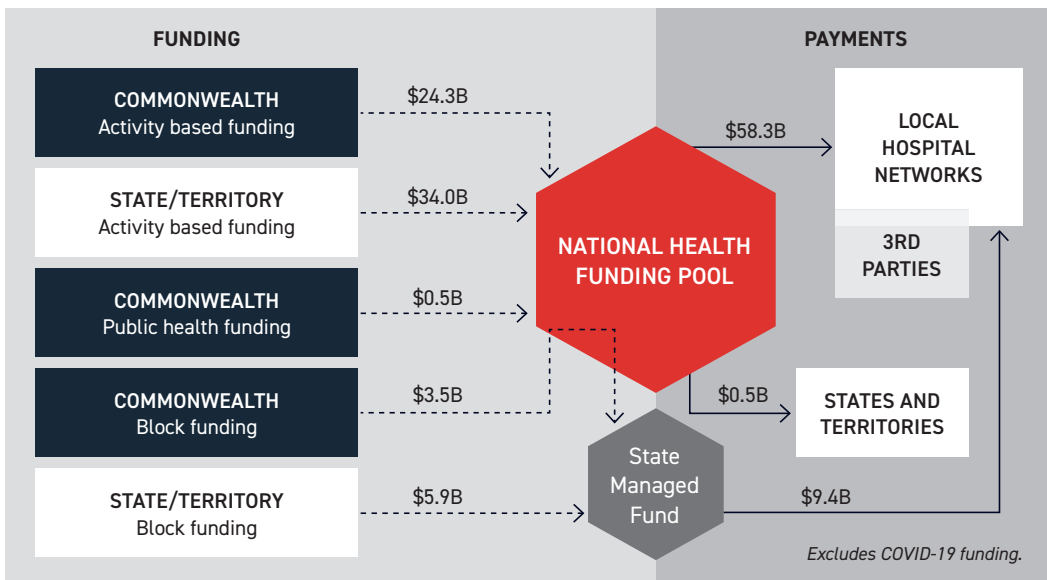 FUNDING
PAYMENTS
COMMONWEALTH
Activity based funding
$24.3B
STATE/TERRITORY
Activity based funding
$34.0B
COMMONWEALTH
Public health funding
$0.5B
COMMONWEALTH
Block funding
$3.5B
STATE/TERRITORY
Block funding
$5.9B
NATIONAL HEALTH
FUNDING POOL
State
Managed
Fund
$58.3B
LOCAL
HOSPITAL
NETWORKS
3RD
PARTIES
$0.5B
STATES AND
TERRITORIES
$9.4B
Excludes COVID-19 funding.